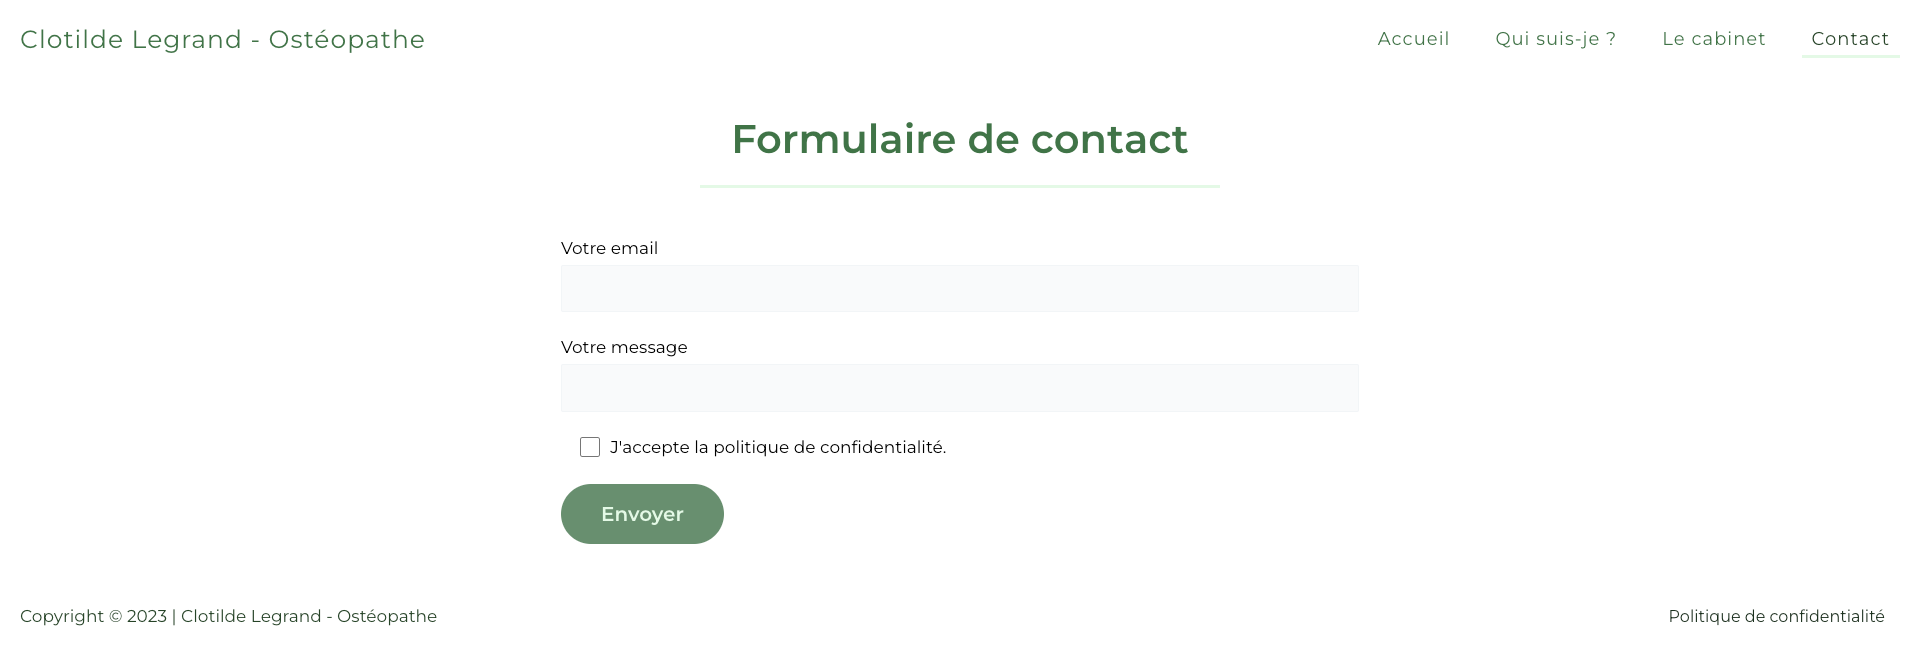 Clotilde Legrand - Ostéopathe
Accueil
Qui suis-je ?
Le cabinet
Contact
Formulaire de contact
Votre email
Votre message
J'accepte la politique de confidentialité.
Envoyer
Copyright © 2023 | Clotilde Legrand - Ostéopathe
Politique de confidentialité